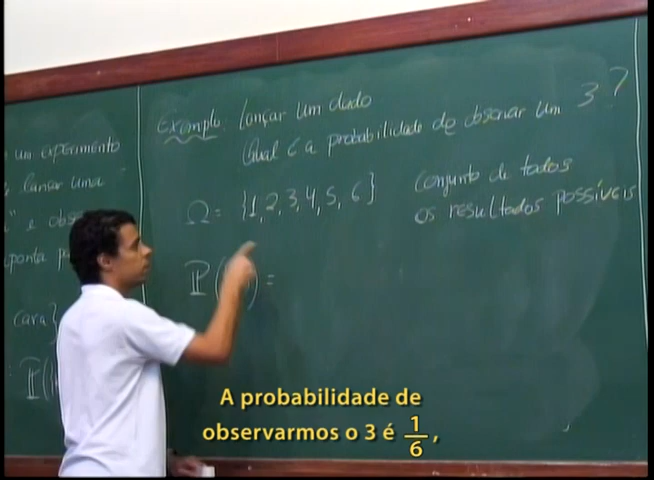 um experimento
lançar uma
" e obs
aponta p
cara}
P(
Exemplo: Lançar um dado
Qual é a probabilidade de observar um 3?
Ω = {1, 2, 3, 4, 5, 6} conjunto de todos
os resultados possíveis
P( ) =
A probabilidade de
observarmos o 3 é 1/6,